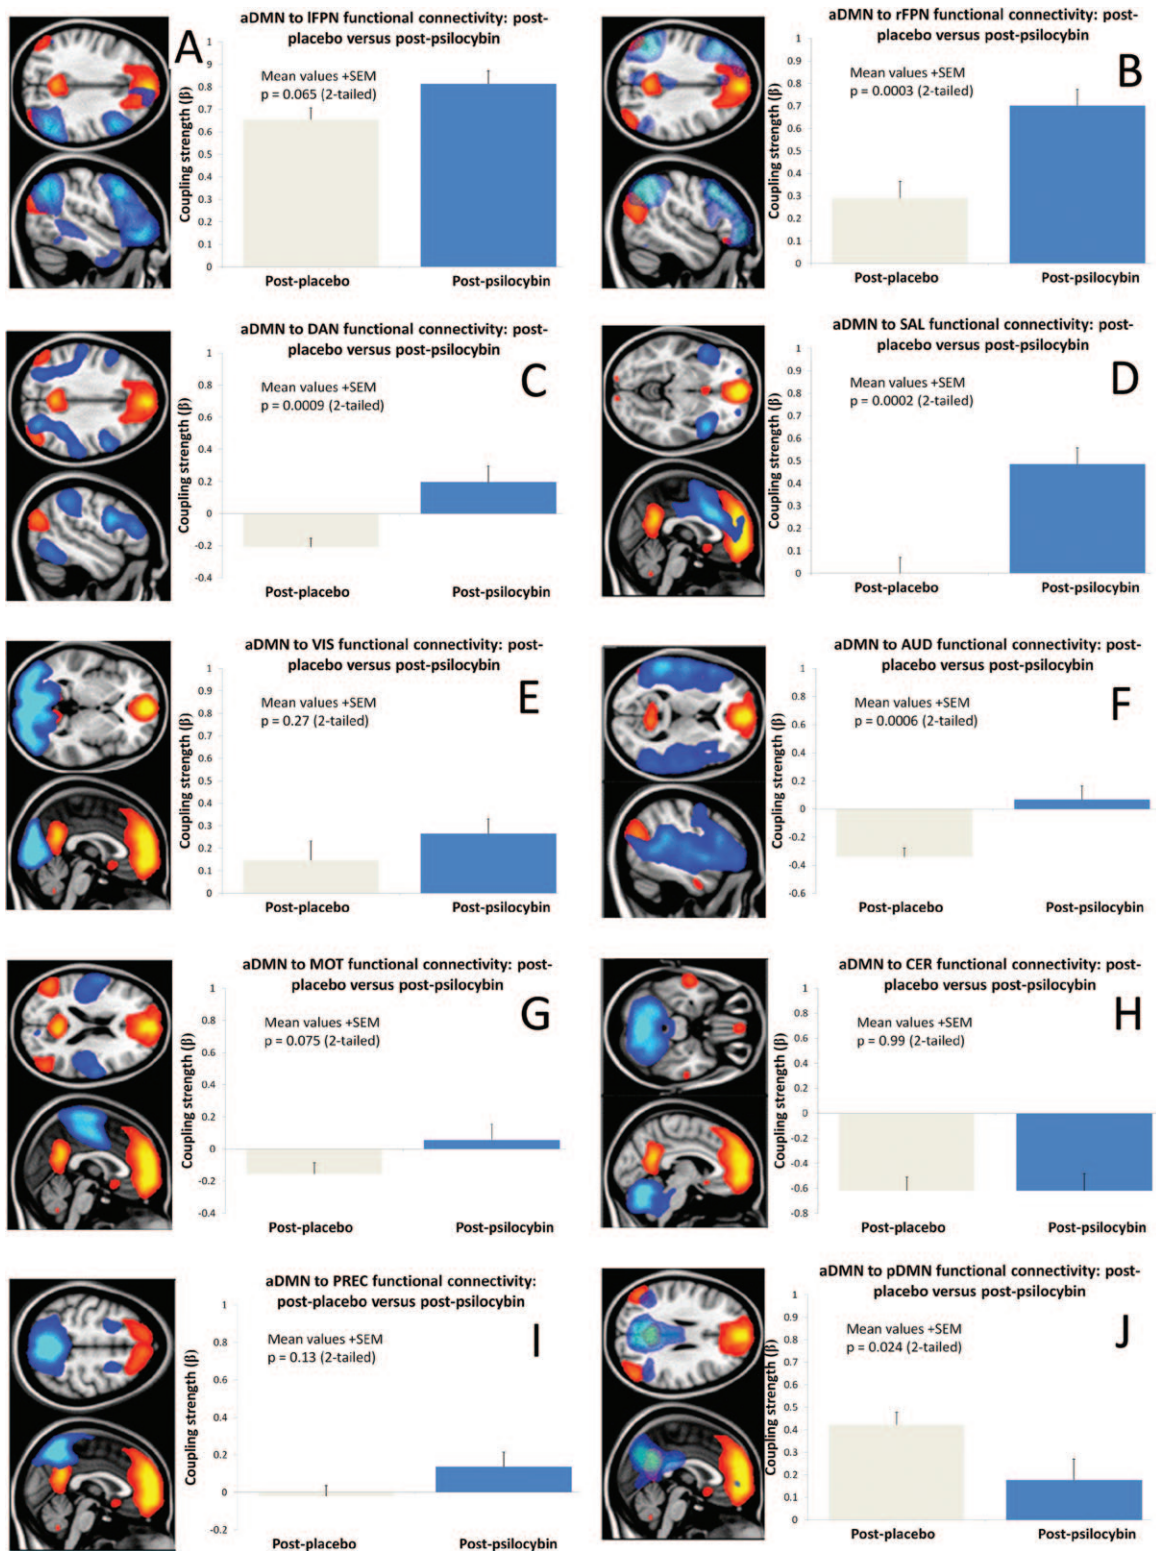 A
aDMN to lFPN functional connectivity: post-
placebo versus post-psilocybin
Mean values +SEM
p = 0.065 (2-tailed)
Coupling strength (β)
1
0.9
0.8
0.7
0.6
0.5
0.4
0.3
0.2
0.1
0
Post-placebo
Post-psilocybin
B
aDMN to rFPN functional connectivity: post-
placebo versus post-psilocybin
Mean values +SEM
p = 0.0003 (2-tailed)
Coupling strength (β)
1
0.9
0.8
0.7
0.6
0.5
0.4
0.3
0.2
0.1
0
Post-placebo
Post-psilocybin
C
aDMN to DAN functional connectivity: post-
placebo versus post-psilocybin
Mean values +SEM
p = 0.0009 (2-tailed)
Coupling strength (β)
1
0.8
0.6
0.4
0.2
0
-0.2
-0.4
Post-placebo
Post-psilocybin
D
aDMN to SAL functional connectivity: post-
placebo versus post-psilocybin
Mean values +SEM
p = 0.0002 (2-tailed)
Coupling strength (β)
1
0.9
0.8
0.7
0.6
0.5
0.4
0.3
0.2
0.1
0
Post-placebo
Post-psilocybin
E
aDMN to VIS functional connectivity: post-
placebo versus post-psilocybin
Mean values +SEM
p = 0.27 (2-tailed)
Coupling strength (β)
1
0.9
0.8
0.7
0.6
0.5
0.4
0.3
0.2
0.1
0
Post-placebo
Post-psilocybin
F
aDMN to AUD functional connectivity: post-
placebo versus post-psilocybin
Mean values +SEM
p = 0.0006 (2-tailed)
Coupling strength (β)
1
0.8
0.6
0.4
0.2
0
-0.2
-0.4
-0.6
Post-placebo
Post-psilocybin
G
aDMN to MOT functional connectivity: post-
placebo versus post-psilocybin
Mean values +SEM
p = 0.075 (2-tailed)
Coupling strength (β)
1
0.8
0.6
0.4
0.2
0
-0.2
-0.4
Post-placebo
Post-psilocybin
H
aDMN to CER functional connectivity: post-
placebo versus post-psilocybin
Mean values +SEM
p = 0.99 (2-tailed)
Coupling strength (β)
1
0.8
0.6
0.4
0.2
0
-0.2
-0.4
-0.6
-0.8
Post-placebo
Post-psilocybin
I
aDMN to PREC functional connectivity:
post-placebo versus post-psilocybin
Mean values +SEM
p = 0.13 (2-tailed)
Coupling strength (β)
1
0.8
0.6
0.4
0.2
0
-0.2
Post-placebo
Post-psilocybin
J
aDMN to pDMN functional connectivity: post-
placebo versus post-psilocybin
Mean values +SEM
p = 0.024 (2-tailed)
Coupling strength (β)
1
0.9
0.8
0.7
0.6
0.5
0.4
0.3
0.2
0.1
0
Post-placebo
Post-psilocybin